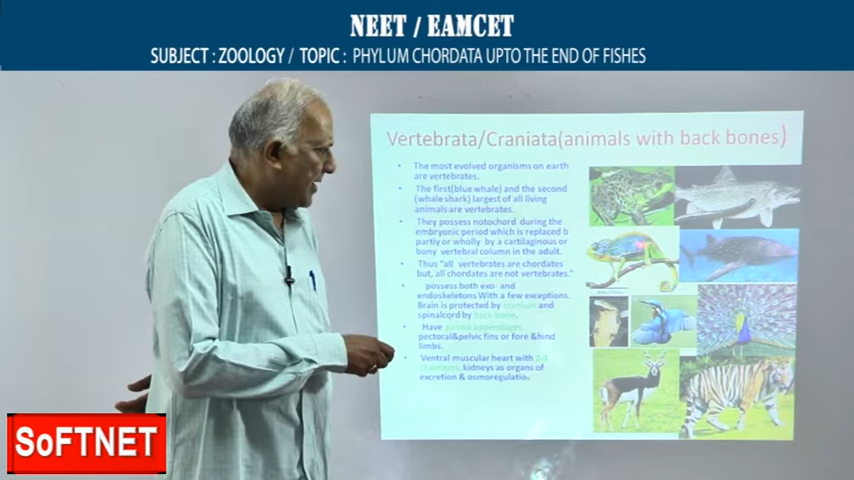 NEET / EAMCET
SUBJECT : ZOOLOGY / TOPIC : PHYLUM CHORDATA UPTO THE END OF FISHES
Vertebrata/Craniata(animals with back bones)
• The most evolved organisms on earth
are vertebrates.
• The first(blue whale) and the second
(whale shark) largest of all living
animals are vertebrates.
• They possess notochord during the
embryonic period which is replaced b
partly or wholly by a cartilaginous or
bony vertebral column in the adult.
• Thus "all vertebrates are chordates
but, all chordates are not vertebrates."
• possess both exo- and
endoskeletons With a few exceptions.
Brain is protected by cranium and
spinalcord by back bone.
• Have paired appendages
pectoral&pelvic fins or fore &hind
limbs.
• Ventral muscular heart with 2-4
chambers, kidneys as organs of
excretion & osmoregulatio
SoFTNET